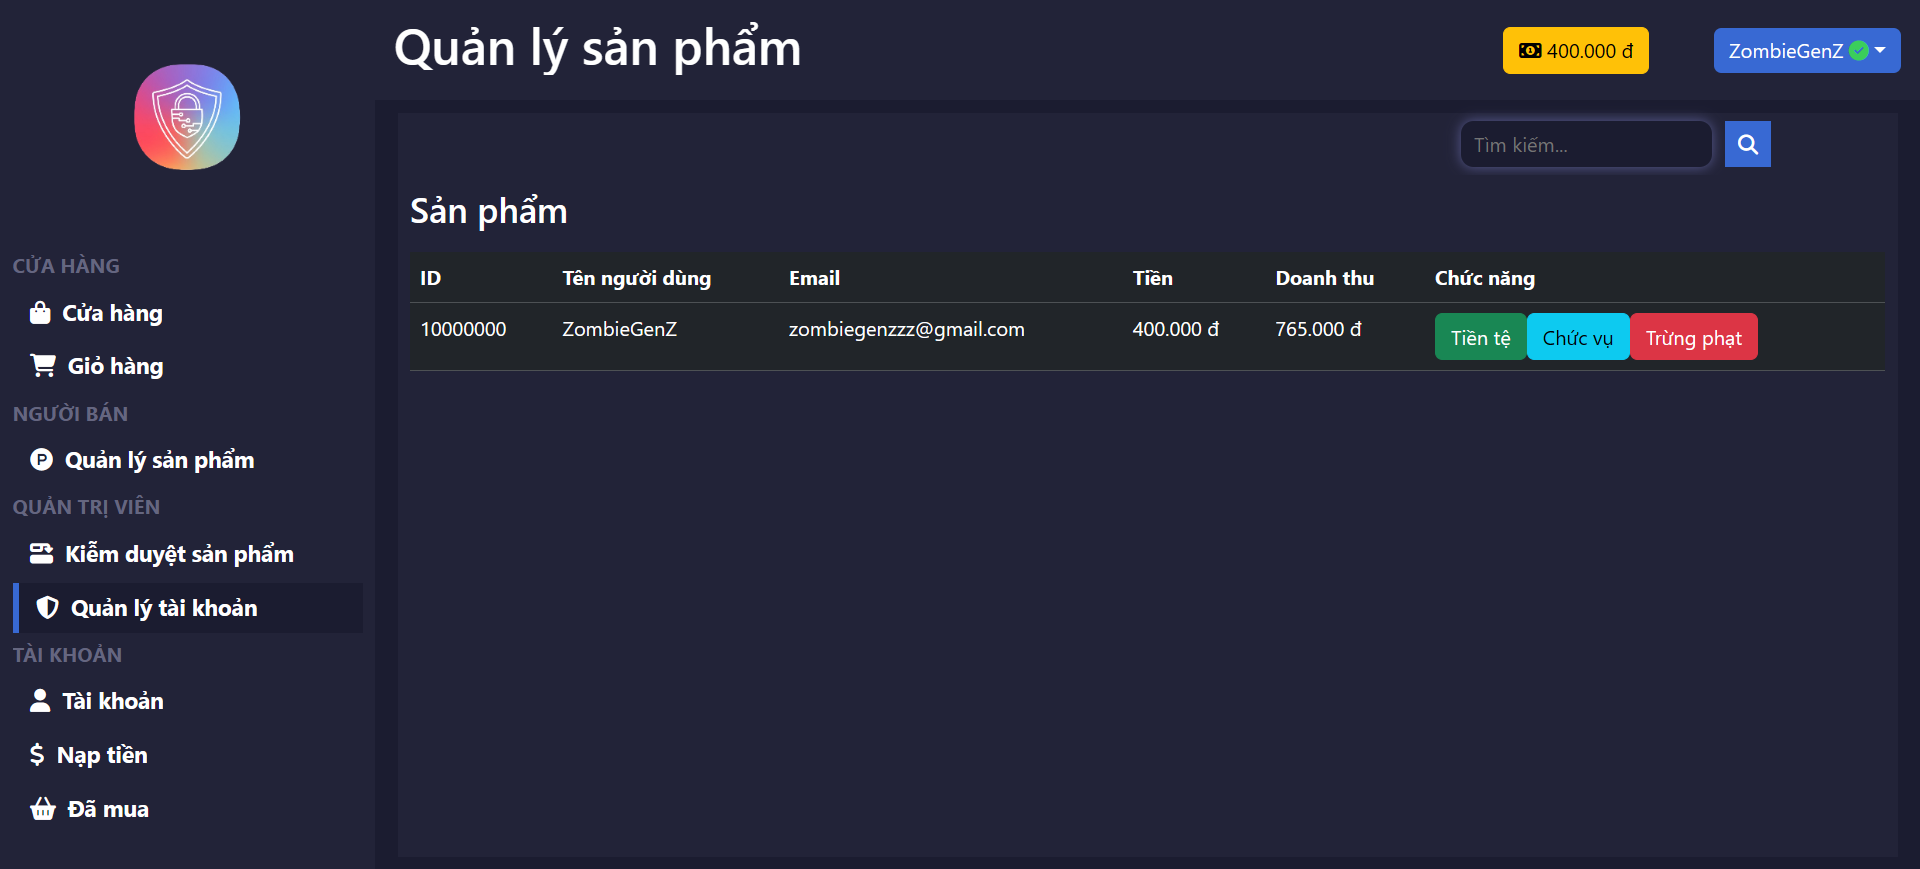 Quản lý sản phẩm
400.000 đ
ZombieGenZ
Tìm kiếm...
CỬA HÀNG
Cửa hàng
Giỏ hàng
NGƯỜI BÁN
Quản lý sản phẩm
QUẢN TRỊ VIÊN
Kiễm duyệt sản phẩm
Quản lý tài khoản
TÀI KHOẢN
Tài khoản
Nạp tiền
Đã mua
Sản phẩm
ID Tên người dùng Email Tiền Doanh thu Chức năng
10000000 ZombieGenZ zombiegenzzz@gmail.com 400.000 đ 765.000 đ Tiền tệ Chức vụ Trừng phạt